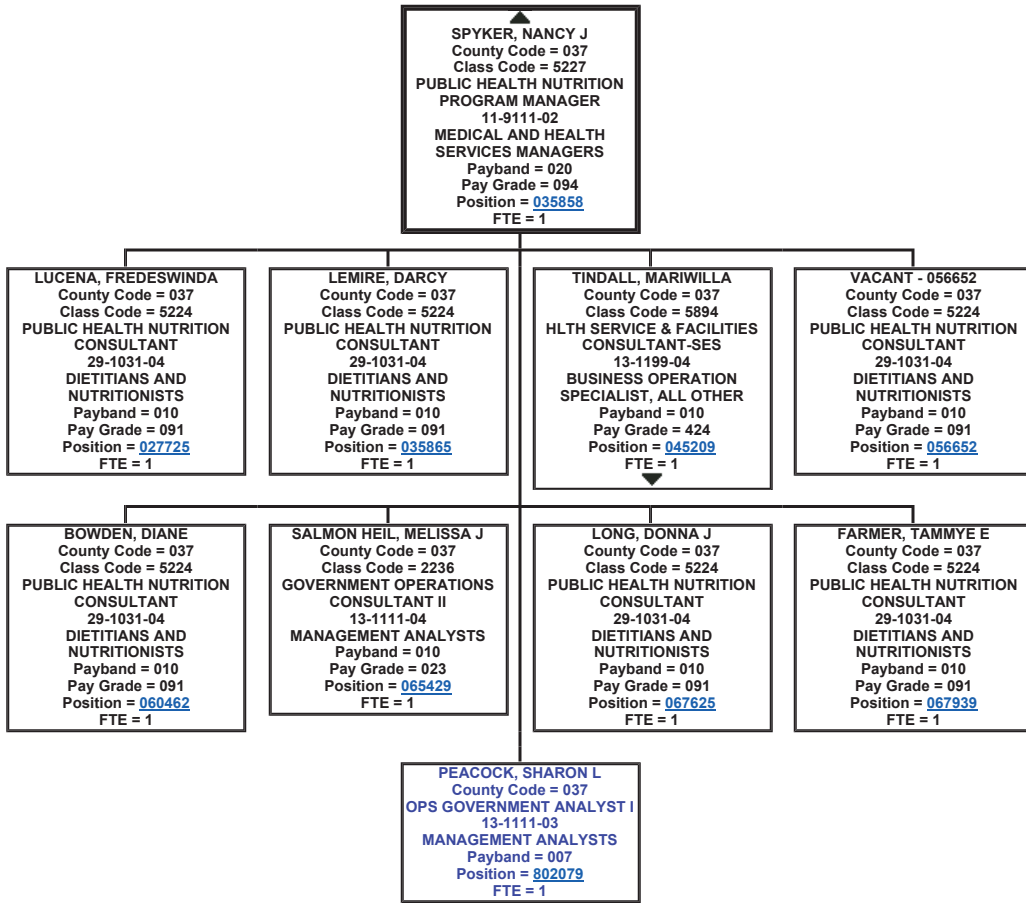 SPYKER, NANCY J
County Code = 037
Class Code = 5227
PUBLIC HEALTH NUTRITION
PROGRAM MANAGER
11-9111-02
MEDICAL AND HEALTH
SERVICES MANAGERS
Payband = 020
Pay Grade = 094
Position = 035858
FTE = 1
LUCENA, FREDESWINDA
County Code = 037
Class Code = 5224
PUBLIC HEALTH NUTRITION
CONSULTANT
29-1031-04
DIETITIANS AND
NUTRITIONISTS
Payband = 010
Pay Grade = 091
Position = 027725
FTE = 1
LEMIRE, DARCY
County Code = 037
Class Code = 5224
PUBLIC HEALTH NUTRITION
CONSULTANT
29-1031-04
DIETITIANS AND
NUTRITIONISTS
Payband = 010
Pay Grade = 091
Position = 035865
FTE = 1
TINDALL, MARIWILLA
County Code = 037
Class Code = 5894
HLTH SERVICE & FACILITIES
CONSULTANT-SES
13-1199-04
BUSINESS OPERATION
SPECIALIST, ALL OTHER
Payband = 010
Pay Grade = 424
Position = 045209
FTE = 1
VACANT - 056652
County Code = 037
Class Code = 5224
PUBLIC HEALTH NUTRITION
CONSULTANT
29-1031-04
DIETITIANS AND
NUTRITIONISTS
Payband = 010
Pay Grade = 091
Position = 056652
FTE = 1
BOWDEN, DIANE
County Code = 037
Class Code = 5224
PUBLIC HEALTH NUTRITION
CONSULTANT
29-1031-04
DIETITIANS AND
NUTRITIONISTS
Payband = 010
Pay Grade = 091
Position = 060462
FTE = 1
SALMON HEIL, MELISSA J
County Code = 037
Class Code = 2236
GOVERNMENT OPERATIONS
CONSULTANT II
13-1111-04
MANAGEMENT ANALYSTS
Payband = 010
Pay Grade = 023
Position = 065429
FTE = 1
LONG, DONNA J
County Code = 037
Class Code = 5224
PUBLIC HEALTH NUTRITION
CONSULTANT
29-1031-04
DIETITIANS AND
NUTRITIONISTS
Payband = 010
Pay Grade = 091
Position = 067625
FTE = 1
FARMER, TAMMYE E
County Code = 037
Class Code = 5224
PUBLIC HEALTH NUTRITION
CONSULTANT
29-1031-04
DIETITIANS AND
NUTRITIONISTS
Payband = 010
Pay Grade = 091
Position = 067939
FTE = 1
PEACOCK, SHARON L
County Code = 037
OPS GOVERNMENT ANALYST I
13-1111-03
MANAGEMENT ANALYSTS
Payband = 007
Position = 802079
FTE = 1